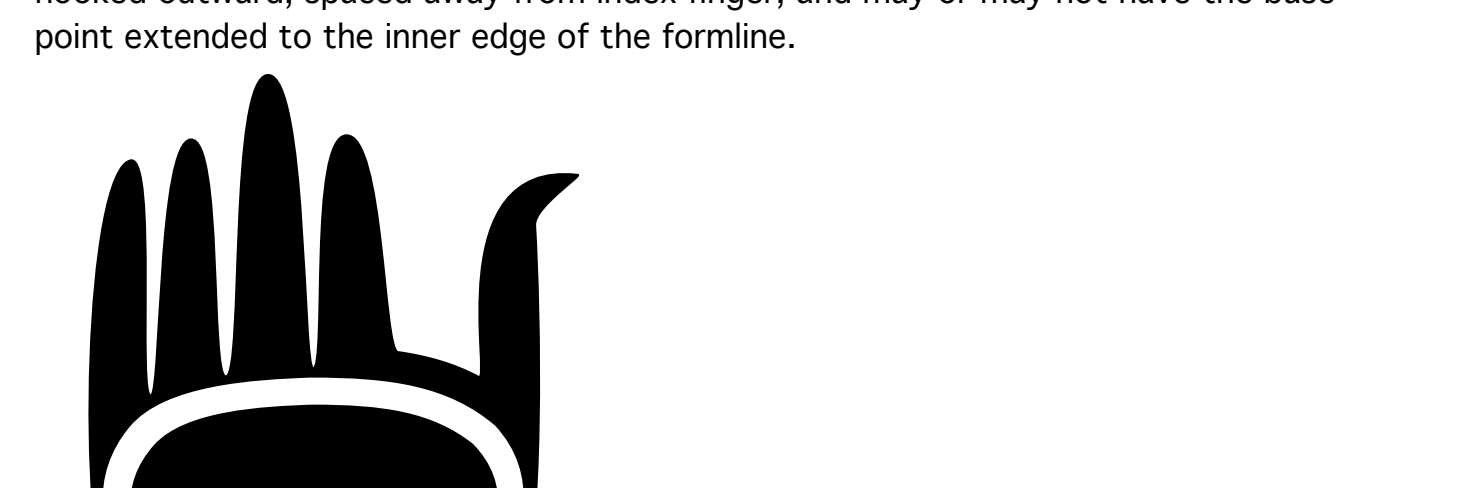 hooked outward, spaced away from index finger, and may or may not have the base
point extended to the inner edge of the formline.